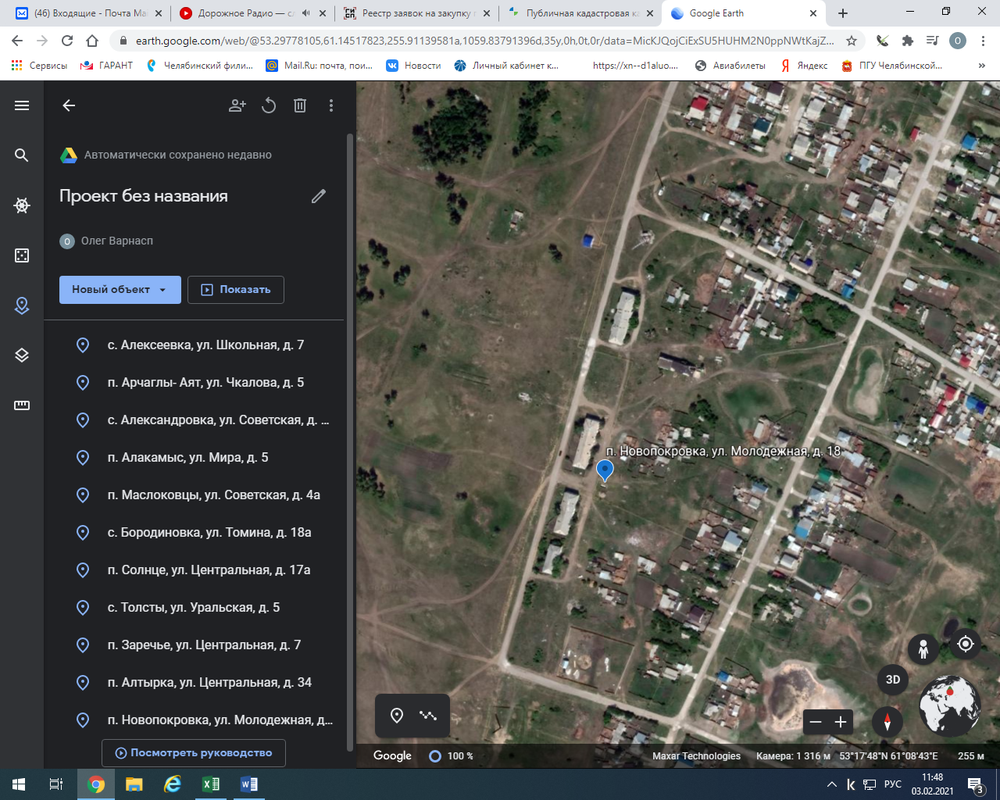 (46) Входящие - Почта Ma
Дорожное Радио — сл
Реестр заявок на закупку п
Публичная кадастровая ка
Google Earth
earth.google.com/web/@53.29778105,61.14517823,255.91139581a,1059.83791396d,35y,0h,0t,0r/data=MicKJQojCiExSU5HUHM2N0ppNWtKajZ...
О
Сервисы
ГАРАНТ
Челябинский фили...
Mail.Ru: почта, пои...
Новости
Личный кабинет к...
https://xn--d1aluo....
Авиабилеты
Яндекс
ПГУ Челябинской...
»
Автоматически сохранено недавно
Проект без названия
О Олег Варнасп
Новый объект
Показать
с. Алексеевка, ул. Школьная, д. 7
п. Арчаглы- Аят, ул. Чкалова, д. 5
с. Александровка, ул. Советская, д. ...
п. Алакамыс, ул. Мира, д. 5
п. Маслоковцы, ул. Советская, д. 4а
с. Бородиновка, ул. Томина, д. 18а
п. Солнце, ул. Центральная, д. 17а
с. Толсты, ул. Уральская, д. 5
п. Заречье, ул. Центральная, д. 7
п. Алтырка, ул. Центральная, д. 34
п. Новопокровка, ул. Молодежная, д...
Посмотреть руководство
п. Новопокровка, ул. Молодежная, д. 18
3D
Google
100 %
Maxar Technologies
Камера: 1 316 м
53°17'48"N 61°08'43"E
255 м
РУС
11:48
03.02.2021
3